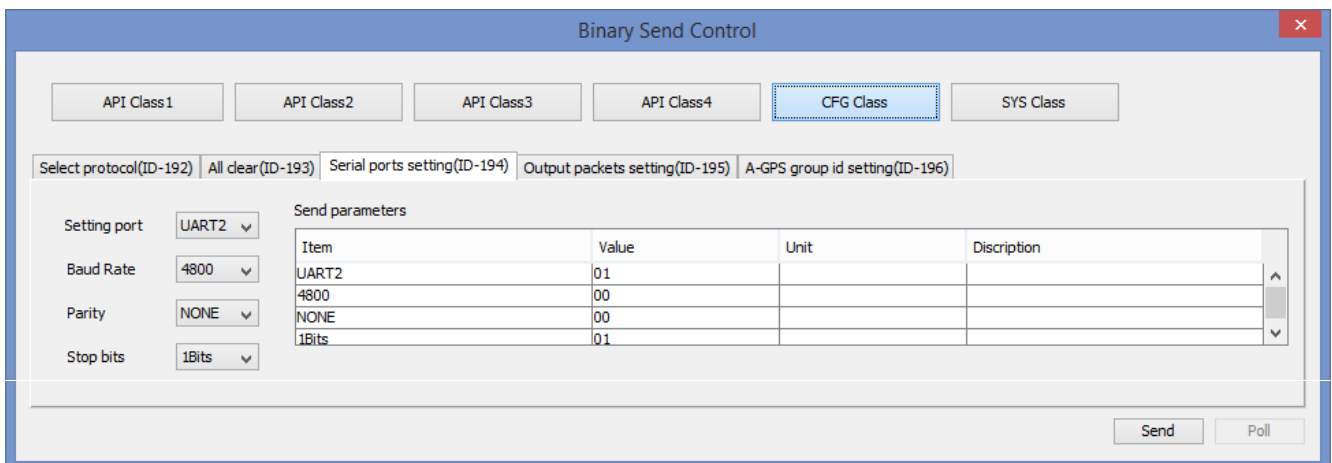 Binary Send Control
API Class1 API Class2 API Class3 API Class4 CFG Class SYS Class
Select protocol(ID-192) All clear(ID-193) Serial ports setting(ID-194) Output packets setting(ID-195) A-GPS group id setting(ID-196)
Send parameters
Setting port UART2
Item Value Unit Discription
Baud Rate 4800
UART2 01
4800 00
Parity NONE
NONE 00
1Bits 01
Stop bits 1Bits
Send Poll